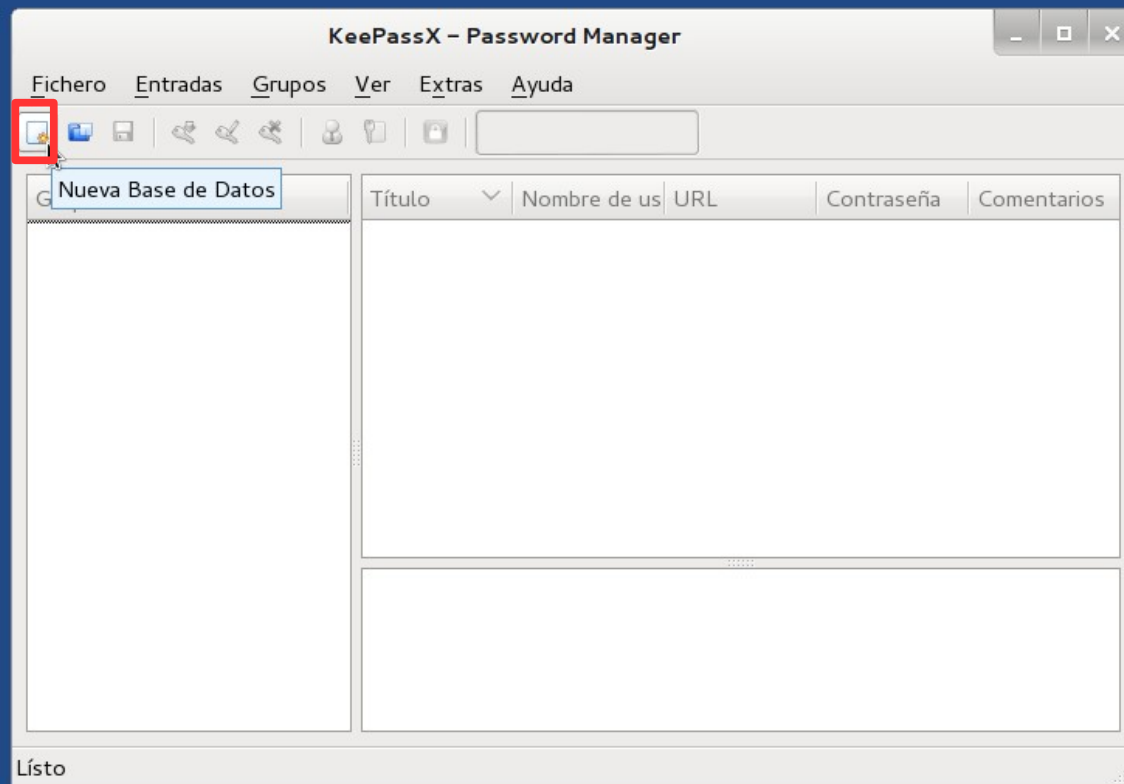 KeePassX – Password Manager
Fichero Entradas Grupos Ver Extras Ayuda
Nueva Base de Datos
Título Nombre de us URL Contraseña Comentarios
Lísto